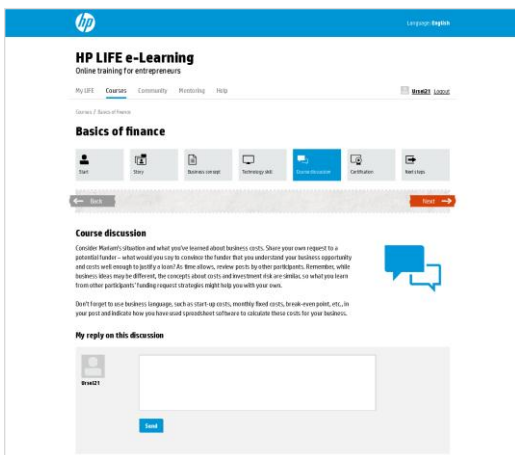 hp
Language: English
HP LIFE e-Learning
Online training for entrepreneurs
My LIFE Courses Community Mentoring Help
Ursel21 Logout
Courses / Basics of finance
Basics of finance
Start Story Business concept Technology skill Course discussion Certification Next steps
Back Next
Course discussion
Consider Mariam's situation and what you've learned about business costs. Share your own request to a
potential funder – what would you say to convince the funder that you understand your business opportunity
and costs well enough to justify a loan? As time allows, review posts by other participants. Remember, while
business ideas may be different, the concepts about costs and investment risk are similar, so what you learn
from other participants' funding request strategies might help you with your own.
Don't forget to use business language, such as start-up costs, monthly fixed costs, break-even point, etc., in
your post and indicate how you have used spreadsheet software to calculate these costs for your business.
My reply on this discussion
Ursel21
Send